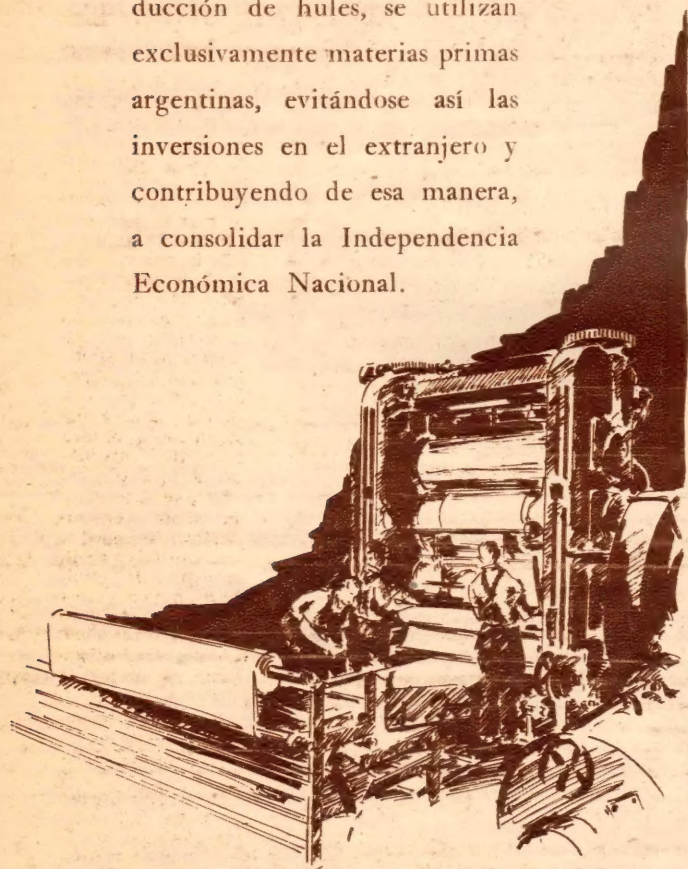 ducción de hules, se utilizan
exclusivamente materias primas
argentinas, evitándose así las
inversiones en el extranjero y
contribuyendo de esa manera,
a consolidar la Independencia
Económica Nacional.